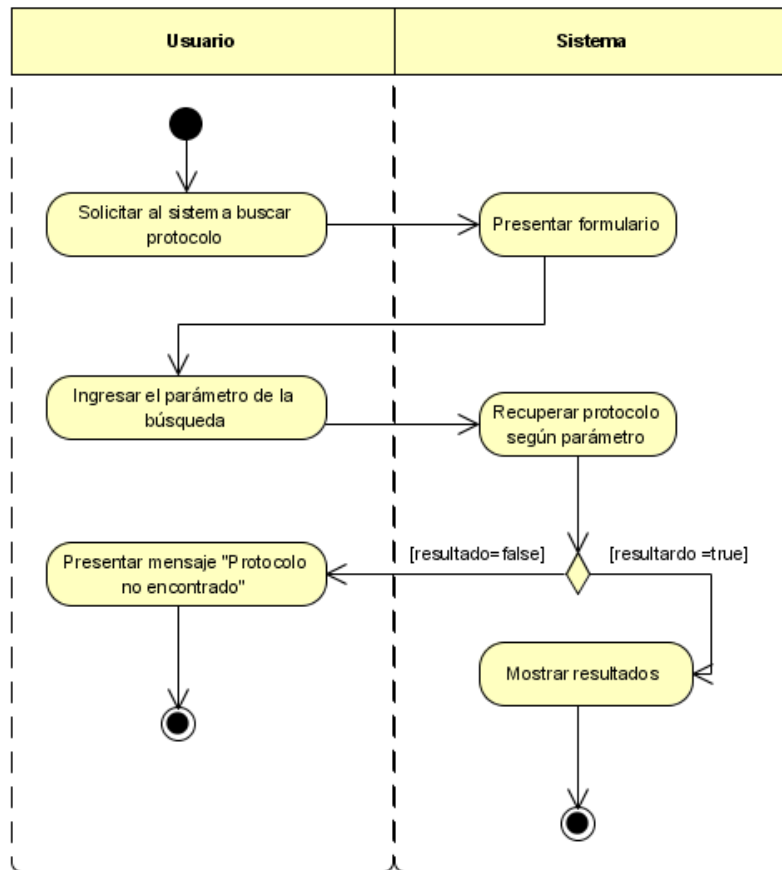 Usuario
Sistema
Solicitar al sistema buscar
protocolo
Presentar formulario
Ingresar el parámetro de la
búsqueda
Recuperar protocolo
según parámetro
[resultado=false]
[resultardo =true]
Presentar mensaje "Protocolo
no encontrado"
Mostrar resultados